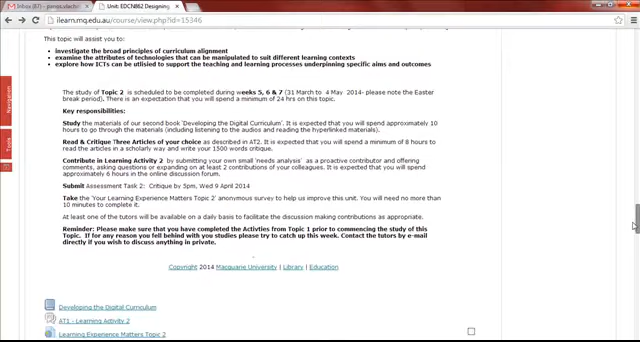 Inbox (70) -
Unit: EDCN862 Designing
ilearn.mq.edu.au/course/view.php?id=15346
This topic will assist you to:
• investigate the broad principles of curriculum alignment
• examine the attributes of technologies that can be manipulated to suit different learning contexts
• explore how ICTs can be utlisied to support the teaching and learning processes underpinning specific aims and outcomes
Navigation
Tools
The study of Topic 2 is scheduled to be completed during weeks 5, 6 & 7 (31 March to 4 May 2014- please note the Easter
break period). There is an expectation that you will spend a minimum of 24 hrs on this topic.
Key responsibilities:
Study the materials of our second book 'Developing the Digital Curriculum'. It is expected that you will spend approximately 10
hours to go through the materials (including listening to the audios and reading the hyperlinked materials).
Read & Critique Three Articles of your choice as described in AT2. It is expected that you will spend a minimum of 8 hours to
read the articles in a scholarly way and write your 1500 words critique.
Contribute in Learning Activity 2 by submitting your own small 'needs analysis' as a proactive contributor and offering
comments, asking questions or expanding on at least 2 contributions of your colleagues. It is expected that you will spend
approximately 6 hours in the online discussion forum.
Submit Assessment Task 2: Critique by 5pm, Wed 9 April 2014
Take the 'Your Learning Experience Matters Topic 2' anonymous survey to help us improve this unit. You will need no more than
10 minutes to complete it.
At least one of the tutors will be available on a daily basis to facilitate the discussion making contributions as appropriate.
Reminder: Please make sure that you have completed the Activties from Topic 1 prior to commencing the study of this
Topic. If for any reason you fell behind with you studies please try to catch up this week. Contact the tutors by e-mail
directly if you wish to discuss anything in private.
Copyright 2014 Macquarie University | Library | Education
Developing the Digital Curriculum
AT1 - Learning Activity 2
Learning Experience Matters Topic 2